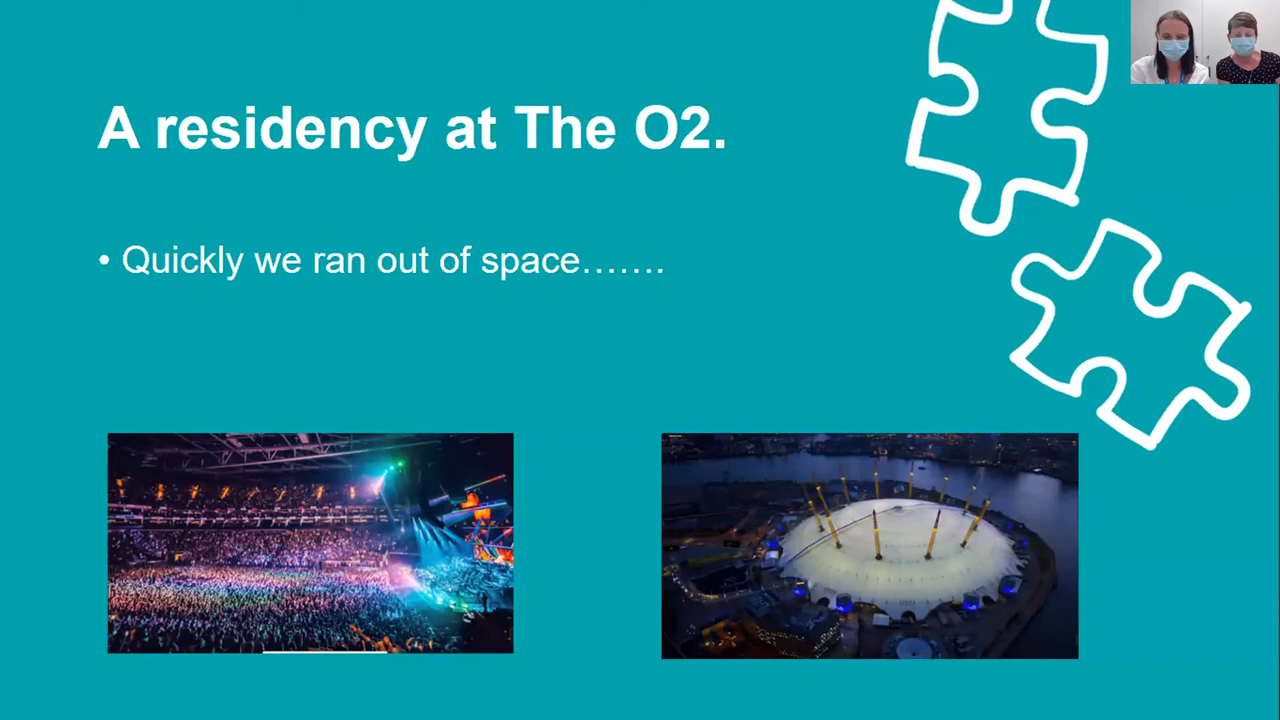 A residency at The O2.
• Quickly we ran out of space…….